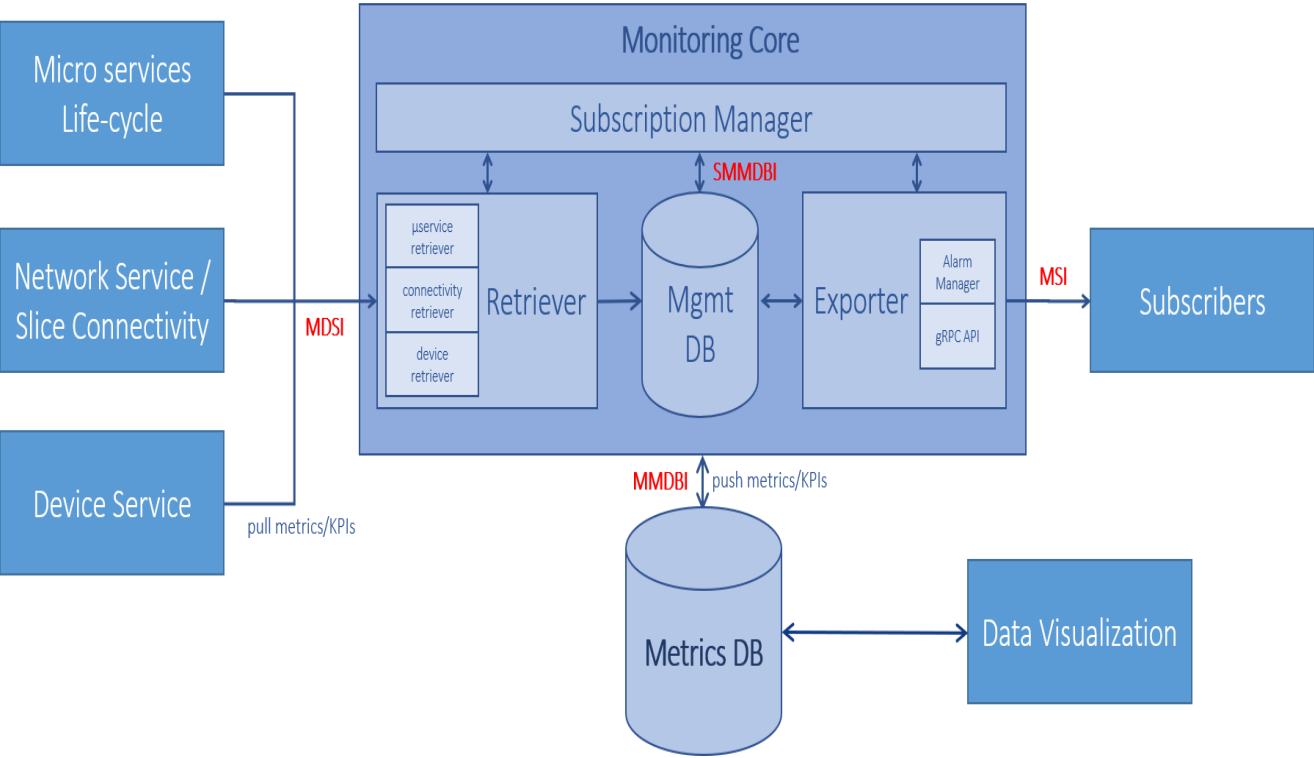 Micro services
Life-cycle
Network Service /
Slice Connectivity
Device Service
pull metrics/KPIs
MDSI
Monitoring Core
Subscription Manager
SMMDBI
µservice
retriever
connectivity
retriever
device
retriever
Retriever
Mgmt
DB
Exporter
Alarm
Manager
gRPC API
MSI
Subscribers
MMDBI
push metrics/KPIs
Metrics DB
Data Visualization